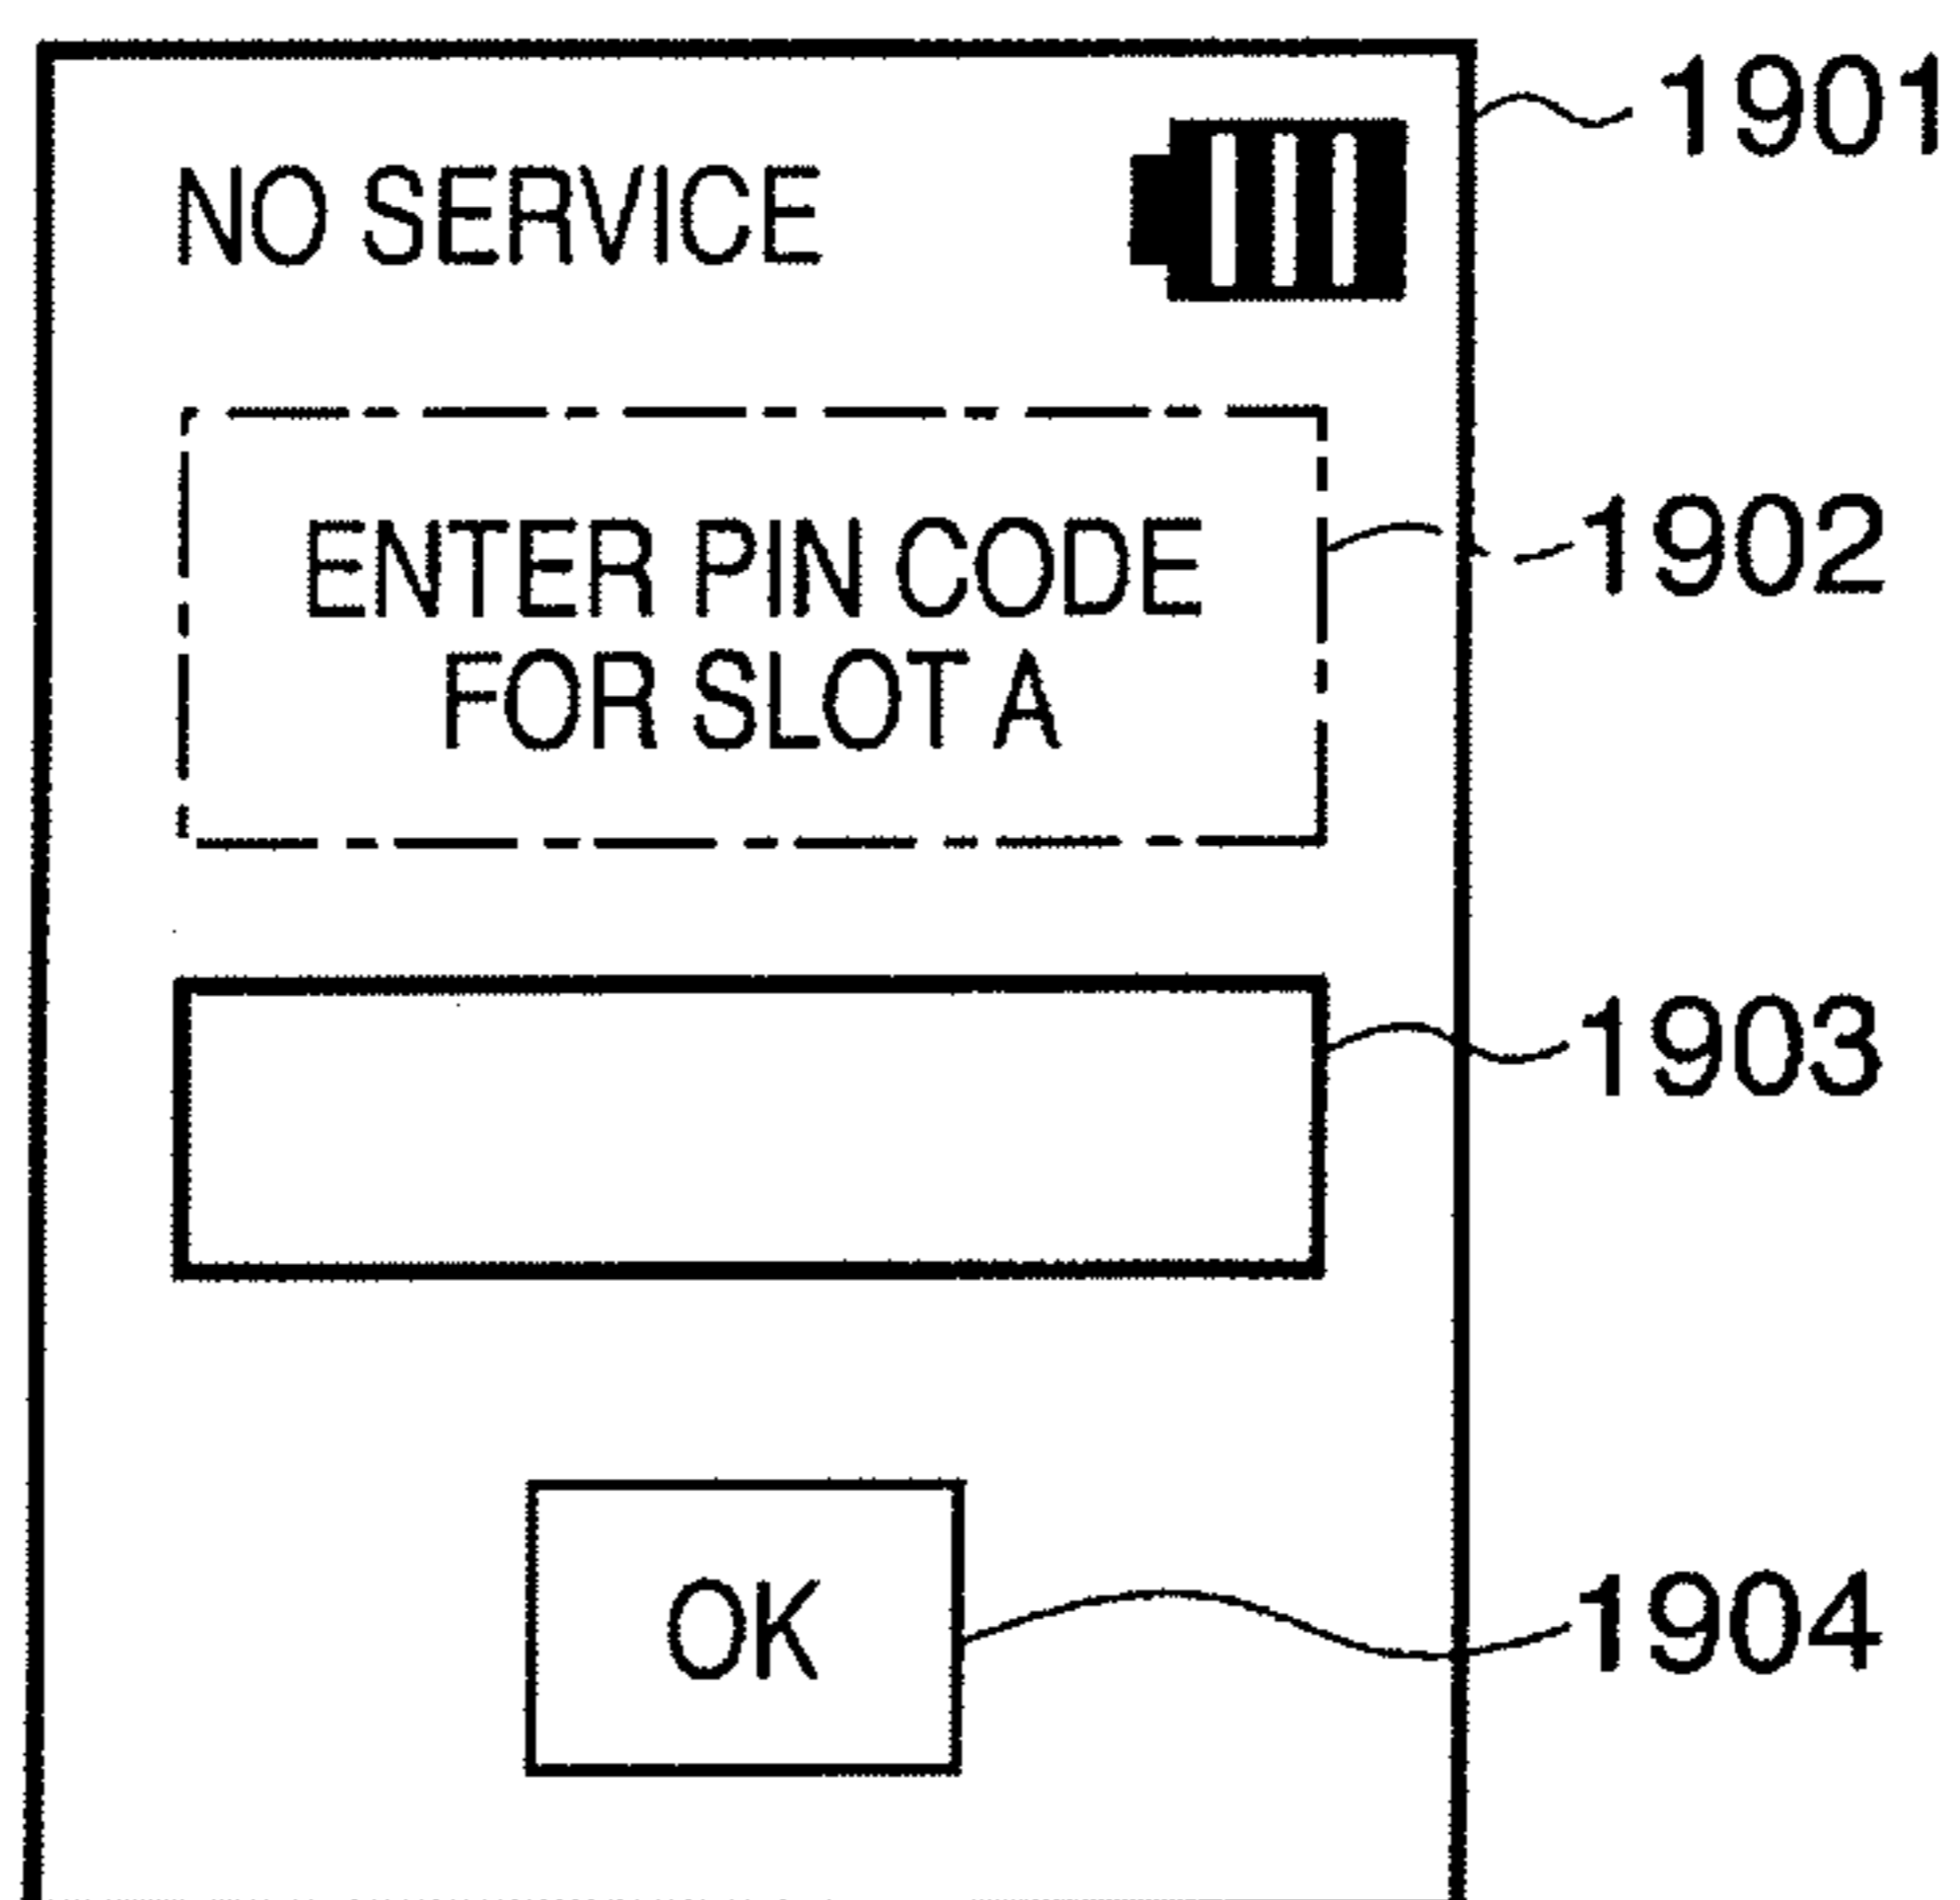 1901
NO SERVICE
ENTER PIN CODE
FOR SLOT A
1902
1903
OK
1904